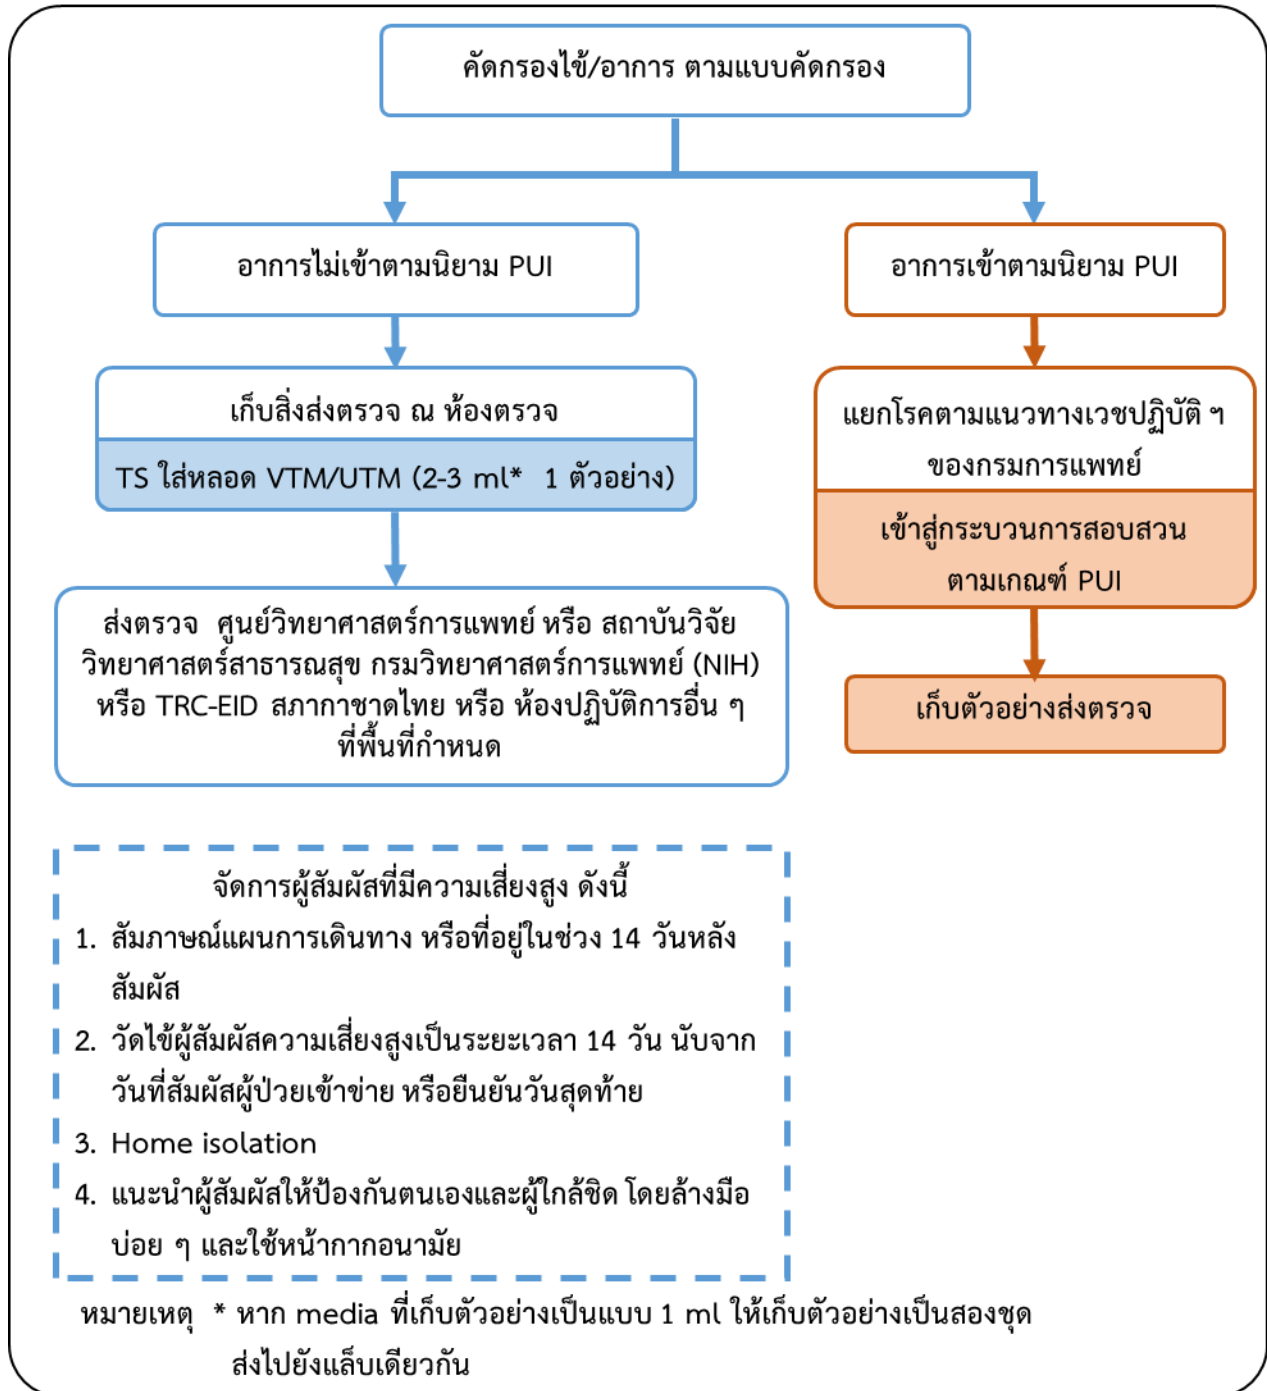 คัดกรองไข้/อาการ ตามแบบคัดกรอง
อาการไม่เข้าตามนิยาม PUI
อาการเข้าตามนิยาม PUI
เก็บสิ่งส่งตรวจ ณ ห้องตรวจ
TS ใส่หลอด VTM/UTM (2-3 ml* 1 ตัวอย่าง)
แยกโรคตามแนวทางเวชปฏิบัติ ฯ
ของกรมการแพทย์
เข้าสู่กระบวนการสอบสวน
ตามเกณฑ์ PUI
ส่งตรวจ ศูนย์วิทยาศาสตร์การแพทย์ หรือ สถาบันวิจัย
วิทยาศาสตร์สาธารณสุข กรมวิทยาศาสตร์การแพทย์ (NIH)
หรือ TRC-EID สภากาชาดไทย หรือ ห้องปฏิบัติการอื่น ๆ
ที่พื้นที่กำหนด
เก็บตัวอย่างส่งตรวจ
จัดการผู้สัมผัสที่มีความเสี่ยงสูง ดังนี้
1. สัมภาษณ์แผนการเดินทาง หรือที่อยู่ในช่วง 14 วันหลัง
สัมผัส
2. วัดไข้ผู้สัมผัสความเสี่ยงสูงเป็นระยะเวลา 14 วัน นับจาก
วันที่สัมผัสผู้ป่วยเข้าข่าย หรือยืนยันวันสุดท้าย
3. Home isolation
4. แนะนำผู้สัมผัสให้ป้องกันตนเองและผู้ใกล้ชิด โดยล้างมือ
บ่อย ๆ และใช้หน้ากากอนามัย
หมายเหตุ * หาก media ที่เก็บตัวอย่างเป็นแบบ 1 ml ให้เก็บตัวอย่างเป็นสองชุด
ส่งไปยังแล็บเดียวกัน